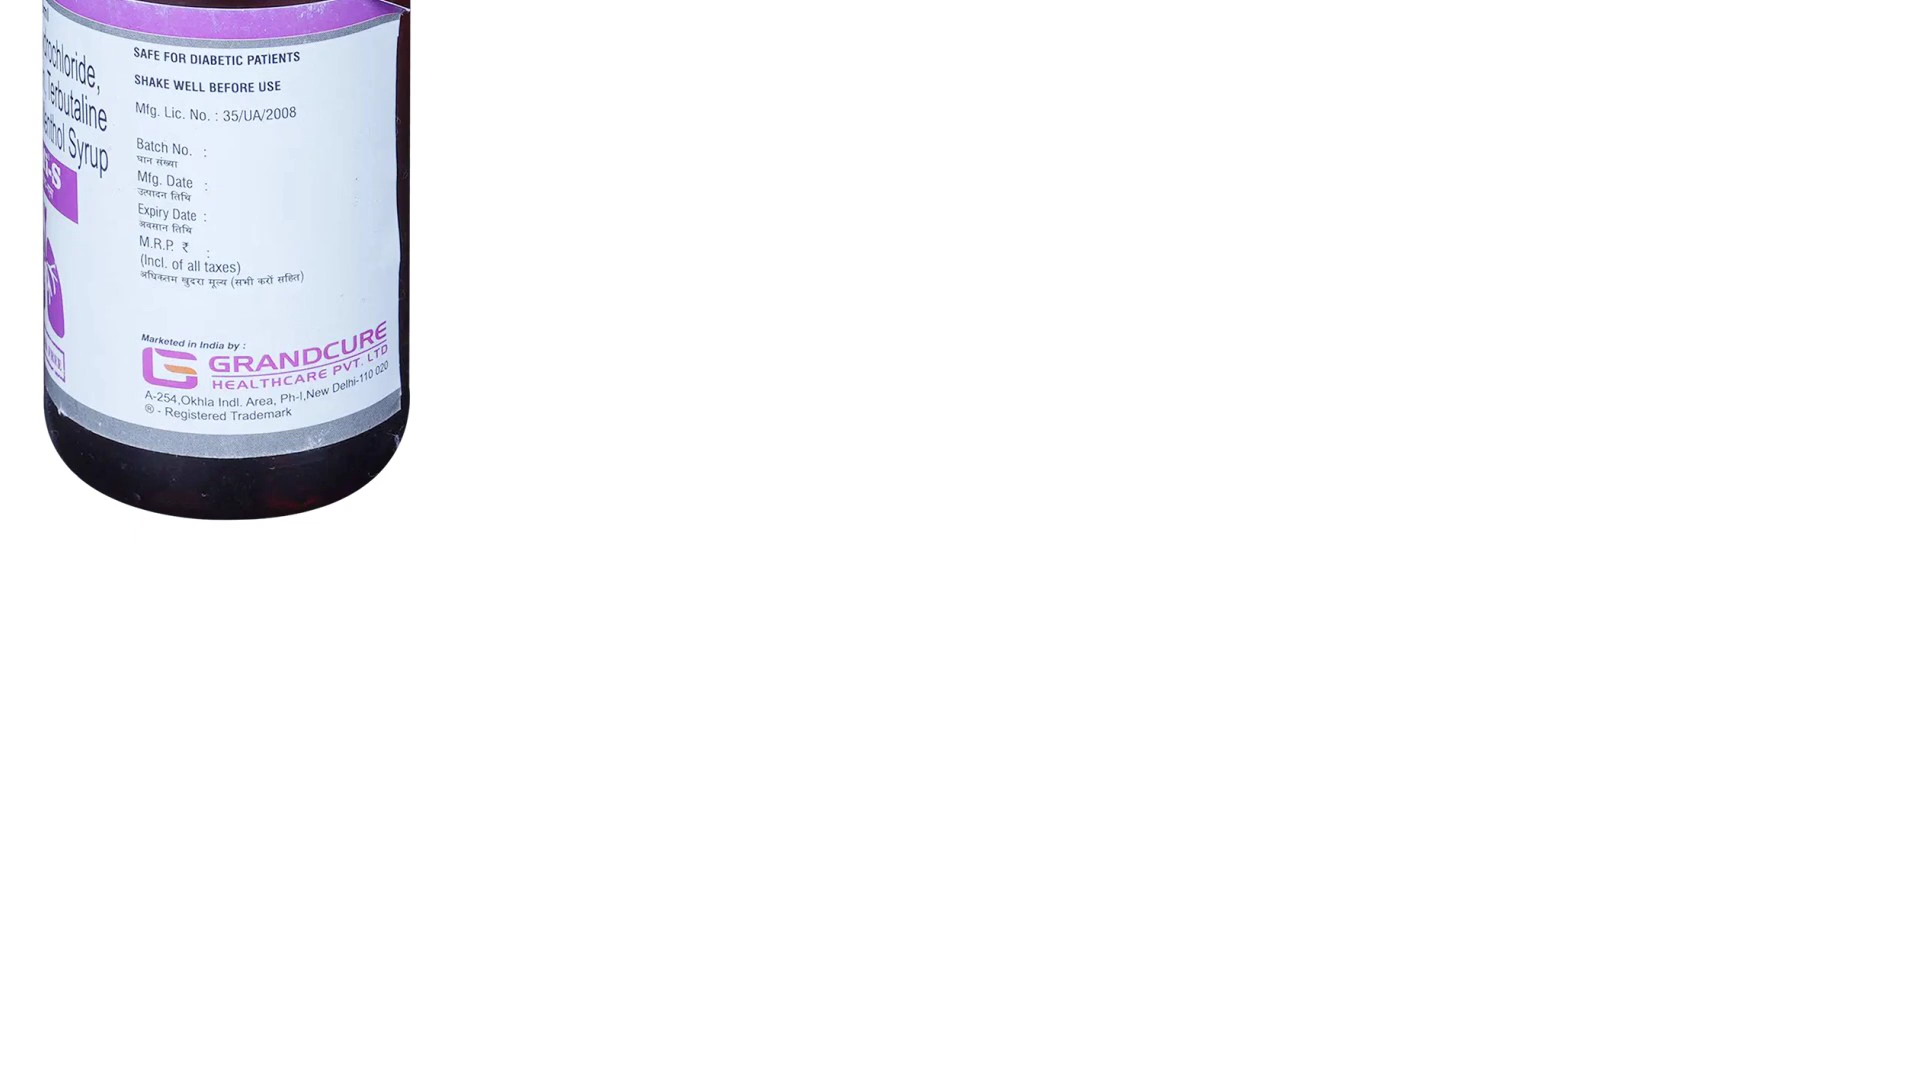 Terbutaline
Syrup
SAFE FOR DIABETIC PATIENTS
SHAKE WELL BEFORE USE
Mfg. Lic. No. : 35/UA/2008
Batch No. :
घान संख्या
Mfg. Date :
उत्पादन तिथि
Expiry Date :
अवसान तिथि
M.R.P. ₹ :
(Incl. of all taxes)
अधिकतम खुदरा मूल्य (सभी करों सहित)
Marketed in India by :
GRANDCURE
HEALTHCARE PVT. LTD
A-254,Okhla Indl. Area, Ph-I,New Delhi-110 020
® - Registered Trademark